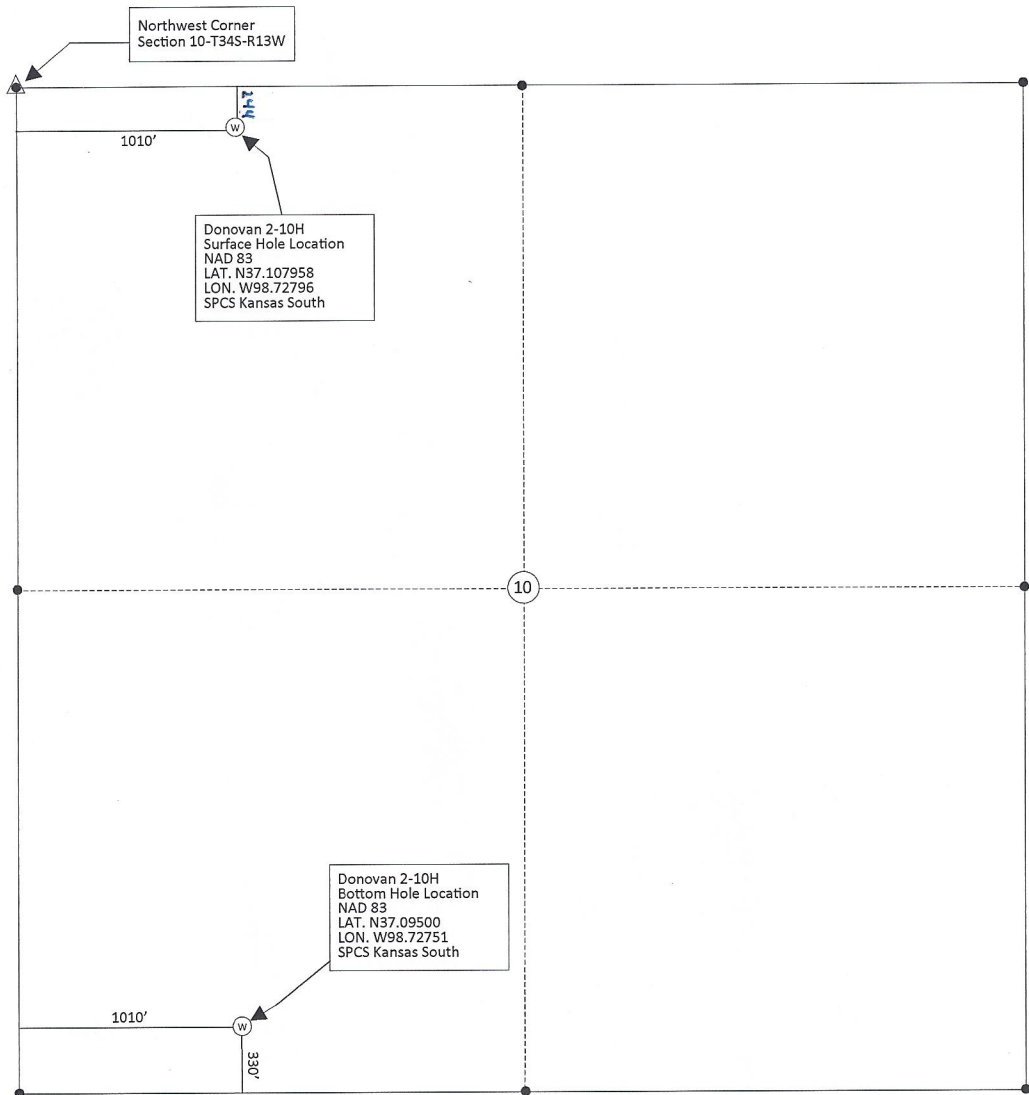 Northwest Corner
Section 10-T34S-R13W
244
1010'
W
Donovan 2-10H
Surface Hole Location
NAD 83
LAT. N37.107958
LON. W98.72796
SPCS Kansas South
10
Donovan 2-10H
Bottom Hole Location
NAD 83
LAT. N37.09500
LON. W98.72751
SPCS Kansas South
1010'
W
330'